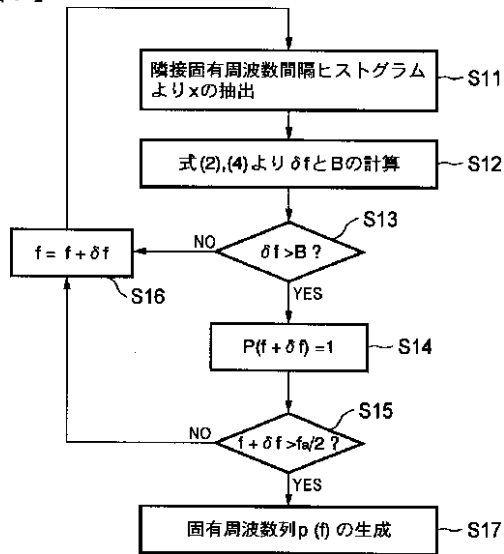 隣接固有周波数間隔ヒストグラム
よりxの抽出
S11
式(2),(4)よりδfとBの計算
S12
S13
δf>B?
NO
YES
f= f+δf
S16
P(f+δf)=1
S14
S15
f+δf>fa/2?
NO
YES
固有周波数列p(f)の生成
S17